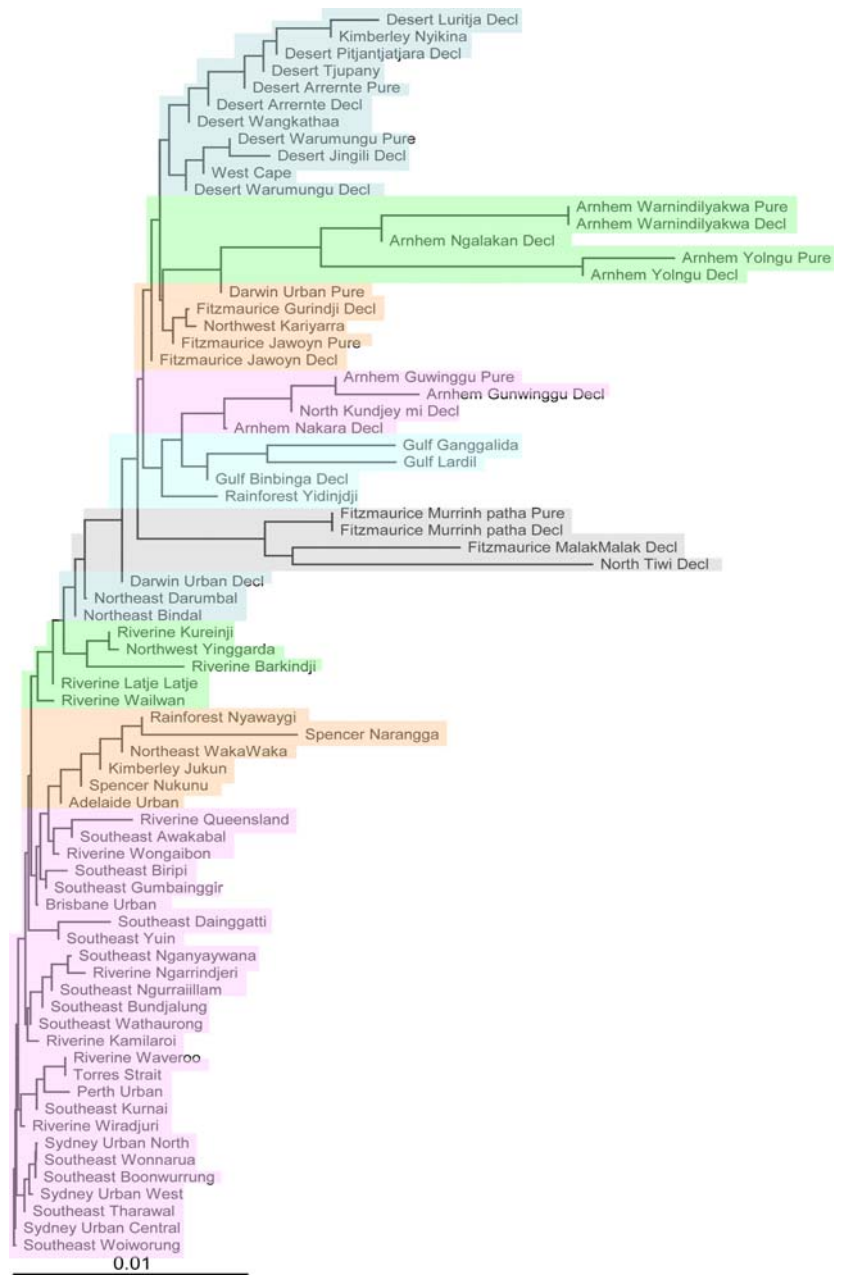 Desert Luritja Decl
Kimberley Nyikina
Desert Pitjantjatjara Decl
Desert Tjupany
Desert Arrernte Pure
Desert Arrernte Decl
Desert Wangkathaa
Desert Warumungu Pure
Desert Jingili Decl
West Cape
Desert Warumungu Decl
Arnhem Warnindilyakwa Pure
Arnhem Warnindilyakwa Decl
Arnhem Ngalakan Decl
Arnhem Yolngu Pure
Arnhem Yolngu Decl
Darwin Urban Pure
Fitzmaurice Gurindji Decl
Northwest Kariyarra
Fitzmaurice Jawoyn Pure
Fitzmaurice Jawoyn Decl
Arnhem Guwinggu Pure
Arnhem Gunwinggu Decl
North Kundjey mi Decl
Arnhem Nakara Decl
Gulf Ganggalida
Gulf Lardil
Gulf Binbinga Decl
Rainforest Yidinjdji
Fitzmaurice Murrinh patha Pure
Fitzmaurice Murrinh patha Decl
Fitzmaurice MalakMalak Decl
North Tiwi Decl
Darwin Urban Decl
Northeast Darumbal
Northeast Bindal
Riverine Kureinji
Northwest Yinggarda
Riverine Barkindji
Riverine Latje Latje
Riverine Wailwan
Rainforest Nyawaygi
Spencer Narangga
Northeast WakaWaka
Kimberley Jukun
Spencer Nukunu
Adelaide Urban
Riverine Queensland
Southeast Awakabal
Riverine Wongaibon
Southeast Biripi
Southeast Gumbainggir
Brisbane Urban
Southeast Dainggatti
Southeast Yuin
Southeast Nganyaywana
Riverine Ngarrindjeri
Southeast Ngurraiillam
Southeast Bundjalung
Southeast Wathaurong
Riverine Kamilaroi
Riverine Waveroo
Torres Strait
Perth Urban
Southeast Kurnai
Riverine Wiradjuri
Sydney Urban North
Southeast Wonnarua
Southeast Boonwurrung
Sydney Urban West
Southeast Tharawal
Sydney Urban Central
Southeast Woiworung
0.01